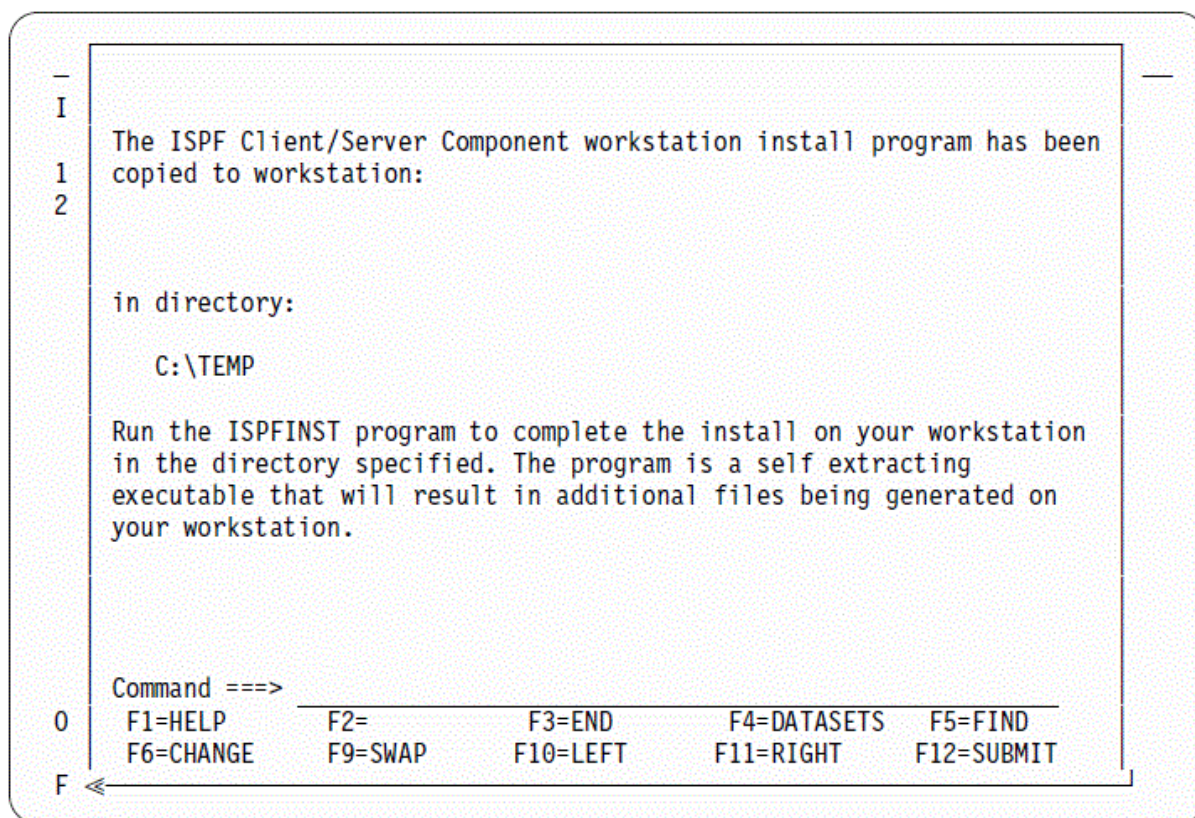 I
The ISPF Client/Server Component workstation install program has been
1 copied to workstation:
2
in directory:
C:\TEMP
Run the ISPFINST program to complete the install on your workstation
in the directory specified. The program is a self extracting
executable that will result in additional files being generated on
your workstation.
Command ===>
O F1=HELP F2= F3=END F4=DATASETS F5=FIND
F6=CHANGE F9=SWAP F10=LEFT F11=RIGHT F12=SUBMIT
F